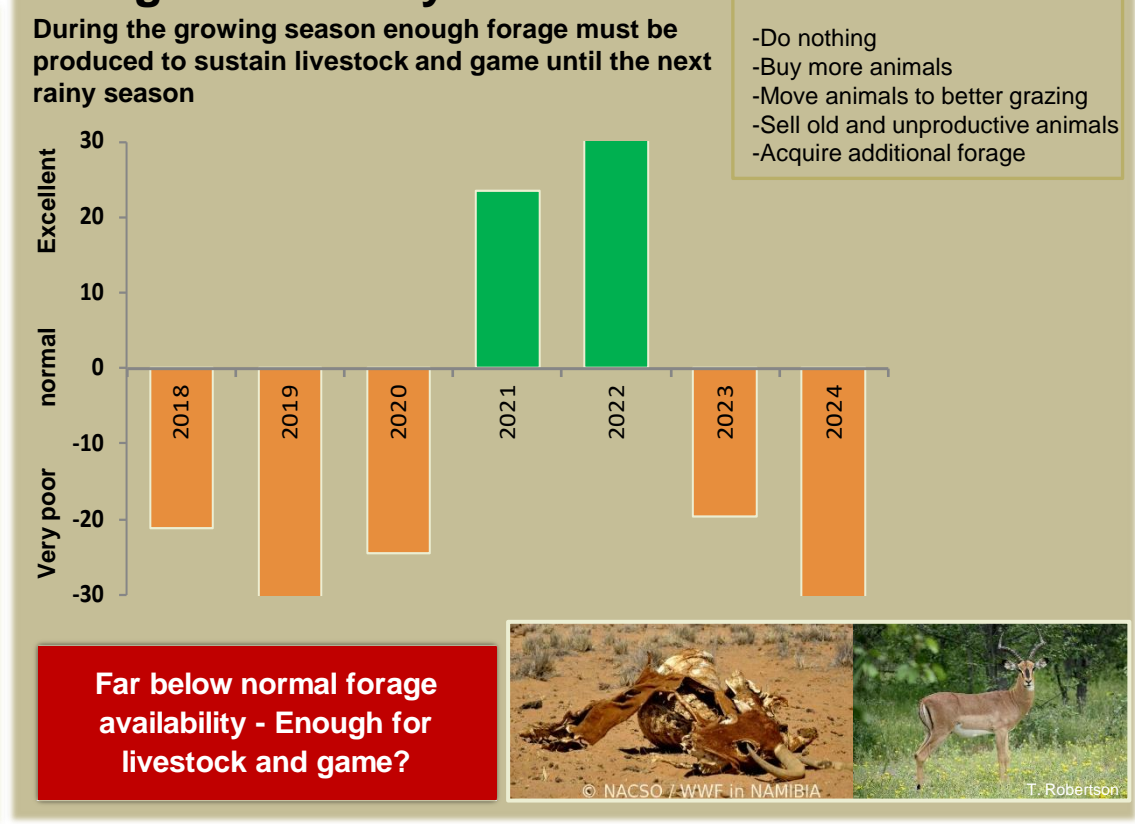 During the growing season enough forage must be
produced to sustain livestock and game until the next
rainy season
-Do nothing
-Buy more animals
-Move animals to better grazing
-Sell old and unproductive animals
-Acquire additional forage
Excellent
normal
Very poor
30
20
10
0
-10
-20
-30
2018
2019
2020
2021
2022
2023
2024
Far below normal forage
availability - Enough for
livestock and game?
© NACSO / WWF in NAMIBIA
T. Robertson